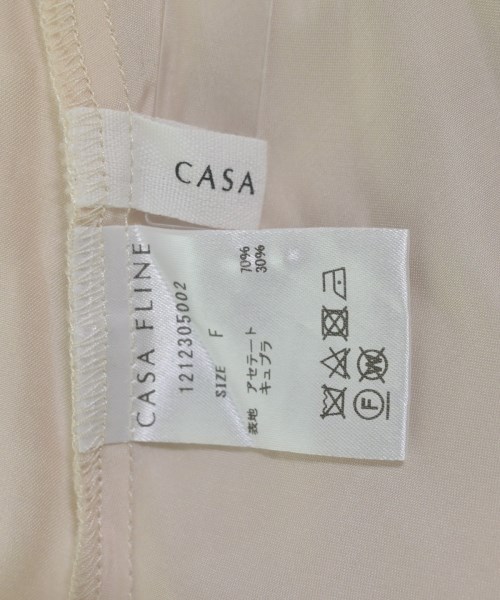 CASA
CASA FLINE
1212305002
SIZE F
表地 アセテート 70%
キュプラ 30%
F W